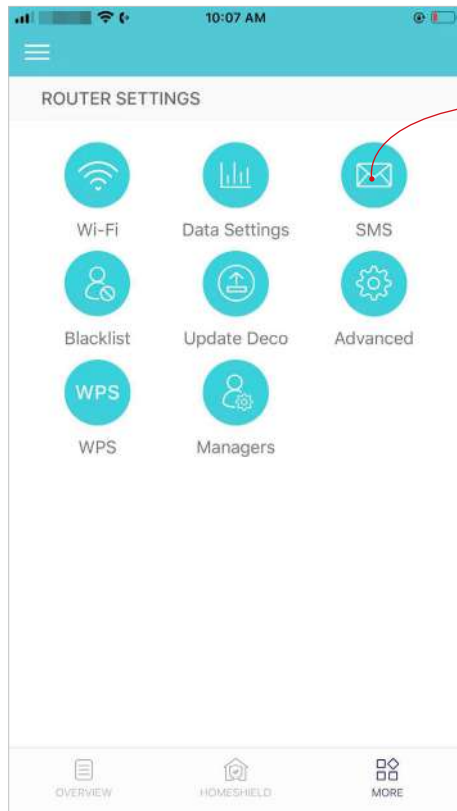 10:07 AM
ROUTER SETTINGS
Wi-Fi
Data Settings
SMS
Blacklist
Update Deco
Advanced
WPS
WPS
Managers
OVERVIEW
HOMESHIELD
MORE